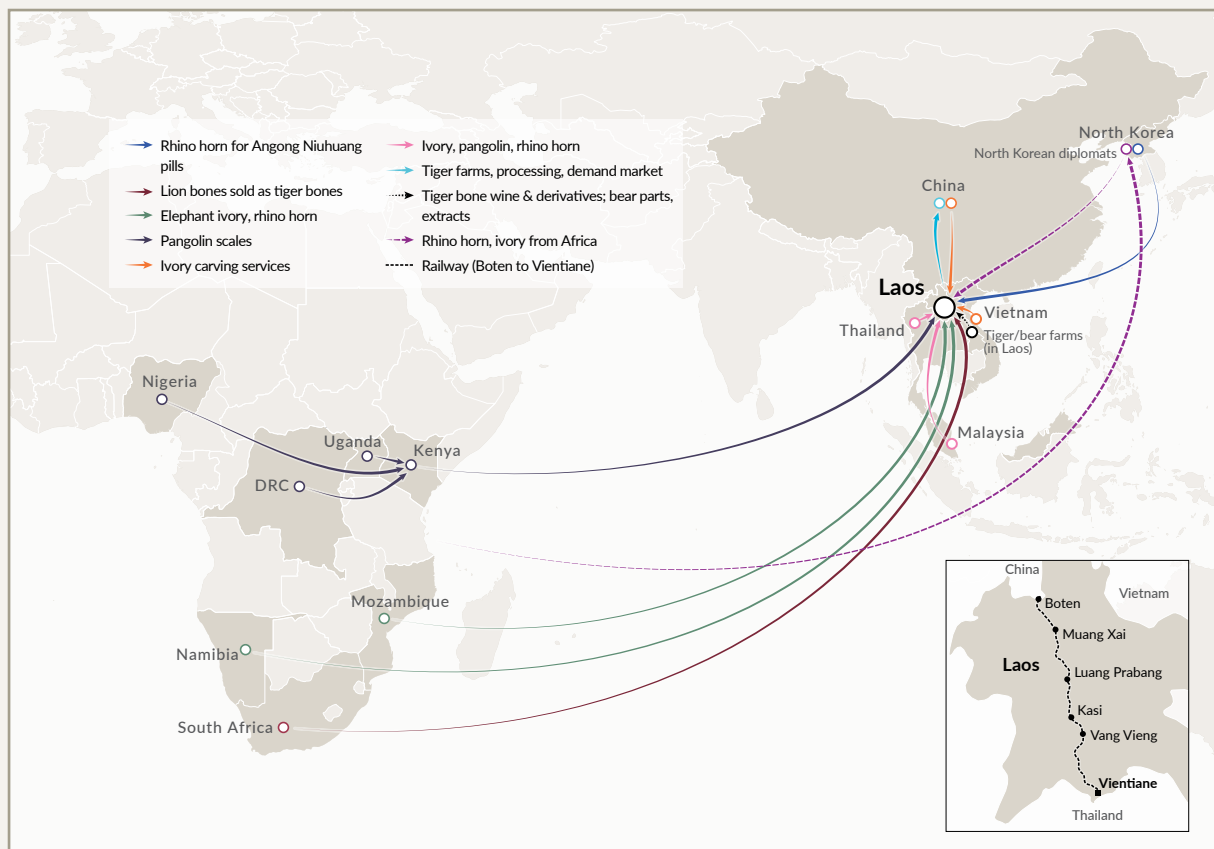 Rhino horn for Angong Niuhuang
pills
Lion bones sold as tiger bones
Elephant ivory, rhino horn
Pangolin scales
Ivory carving services
Ivory, pangolin, rhino horn
Tiger farms, processing, demand market
Tiger bone wine & derivatives; bear parts,
extracts
Rhino horn, ivory from Africa
Railway (Boten to Vientiane)
North Korea
North Korean diplomats
China
Laos
Vietnam
Thailand
Tiger/bear farms
(in Laos)
Nigeria
Uganda
Kenya
Malaysia
DRC
Mozambique
Namibia
South Africa
China
Vietnam
Boten
Muang Xai
Laos
Luang Prabang
Kasi
Vang Vieng
Vientiane
Thailand